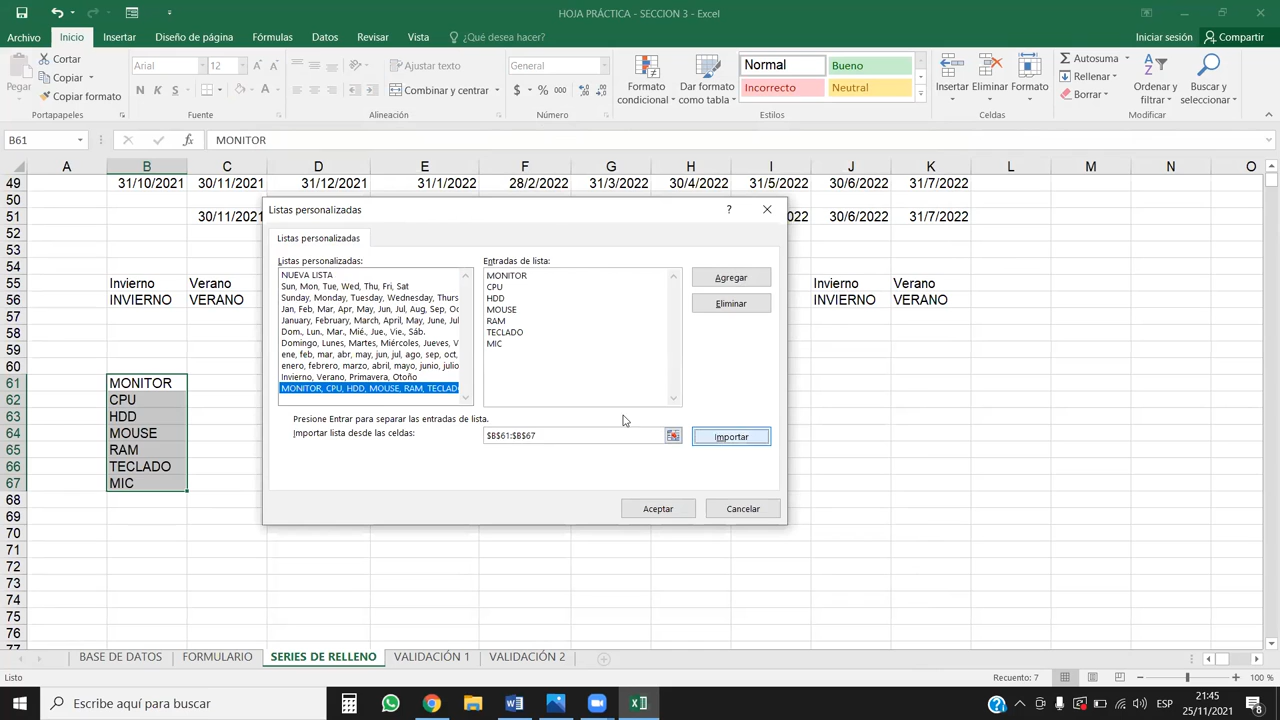 HOJA PRÁCTICA - SECCION 3 - Excel
Archivo Inicio Insertar Diseño de página Fórmulas Datos Revisar Vista ¿Qué desea hacer? Iniciar sesión Compartir
Pegar
Cortar
Copiar
Copiar formato
Portapapeles
Arial 12
N K S
Fuente
Ajustar texto
Combinar y centrar
Alineación
General
$ % 000
Número
Formato condicional
Dar formato como tabla
Normal Bueno
Incorrecto Neutral
Estilos
Insertar Eliminar Formato
Celdas
Autosuma
Rellenar
Borrar
Ordenar y filtrar
Buscar y seleccionar
Modificar
B61 fx MONITOR
A B C D E F G H I J K L M N O
49 31/10/2021 30/11/2021 31/12/2021 31/1/2022 28/2/2022 31/3/2022 30/4/2022 31/5/2022 30/6/2022 31/7/2022
50
51 30/11/2021 022 30/6/2022 31/7/2022
52
53
54
55 Invierno Verano Invierno Verano
56 INVIERNO VERANO INVIERNO VERANO
57
58
59
60
61 MONITOR
62 CPU
63 HDD
64 MOUSE
65 RAM
66 TECLADO
67 MIC
68
69
70
71
72
73
74
75
76
77
Listas personalizadas ?
Listas personalizadas
Listas personalizadas:
NUEVA LISTA
Sun, Mon, Tue, Wed, Thu, Fri, Sat
Sunday, Monday, Tuesday, Wednesday, Thurs
Jan, Feb, Mar, Apr, May, Jun, Jul, Aug, Sep, Oc
January, February, March, April, May, June, Jul
Dom., Lun., Mar., Mié., Jue., Vie., Sáb.
Domingo, Lunes, Martes, Miércoles, Jueves, V
ene, feb, mar, abr, may, jun, jul, ago, sep, oct,
enero, febrero, marzo, abril, mayo, junio, julio
Invierno, Verano, Primavera, Otoño
MONITOR, CPU, HDD, MOUSE, RAM, TECLAD
Entradas de lista:
MONITOR
CPU
HDD
MOUSE
RAM
TECLADO
MIC
Agregar
Eliminar
Presione Entrar para separar las entradas de lista.
Importar lista desde las celdas: $B$61:$B$67 Importar
Aceptar Cancelar
BASE DE DATOS FORMULARIO SERIES DE RELLENO VALIDACIÓN 1 VALIDACIÓN 2
Listo Recuento: 7 100 %
Escribe aquí para buscar
ESP
21:45
25/11/2021
8